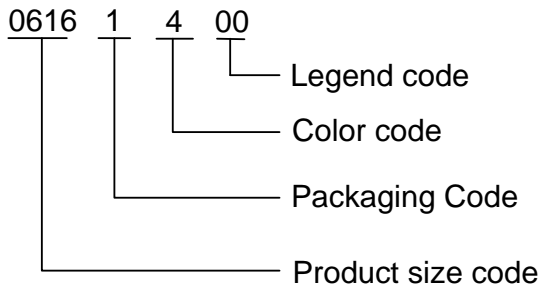 0616 1 4 00
Legend code
Color code
Packaging Code
Product size code